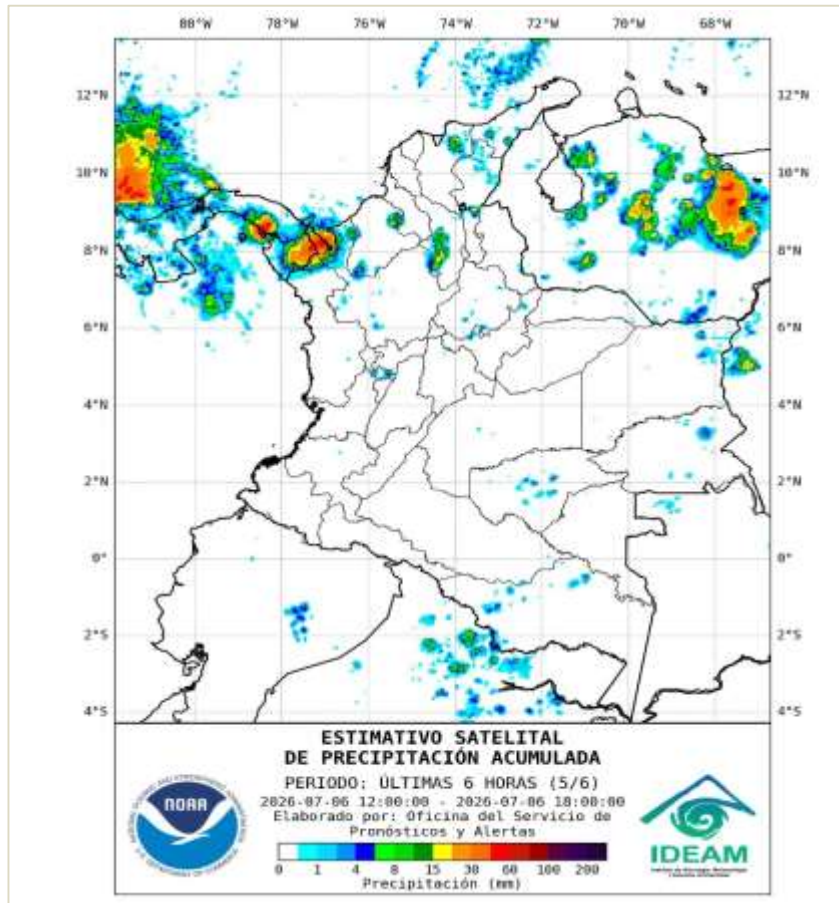 80°W 78°W 76°W 74°W 72°W 70°W 68°W
12°N 12°N
10°N 10°N
8°N 8°N
6°N 6°N
4°N 4°N
2°N 2°N
0° 0°
2°S 2°S
4°S 4°S
ESTIMATIVO SATELITAL
DE PRECIPITACIÓN ACUMULADA
PERIODO: ÚLTIMAS 6 HORAS (5/6)
2026-07-06 12:00:00 - 2026-07-06 18:00:00
Elaborado por: Oficina del Servicio de
Pronósticos y Alertas
0 1 4 8 15 30 60 100 200
Precipitación (mm)
NOAA
IDEAM